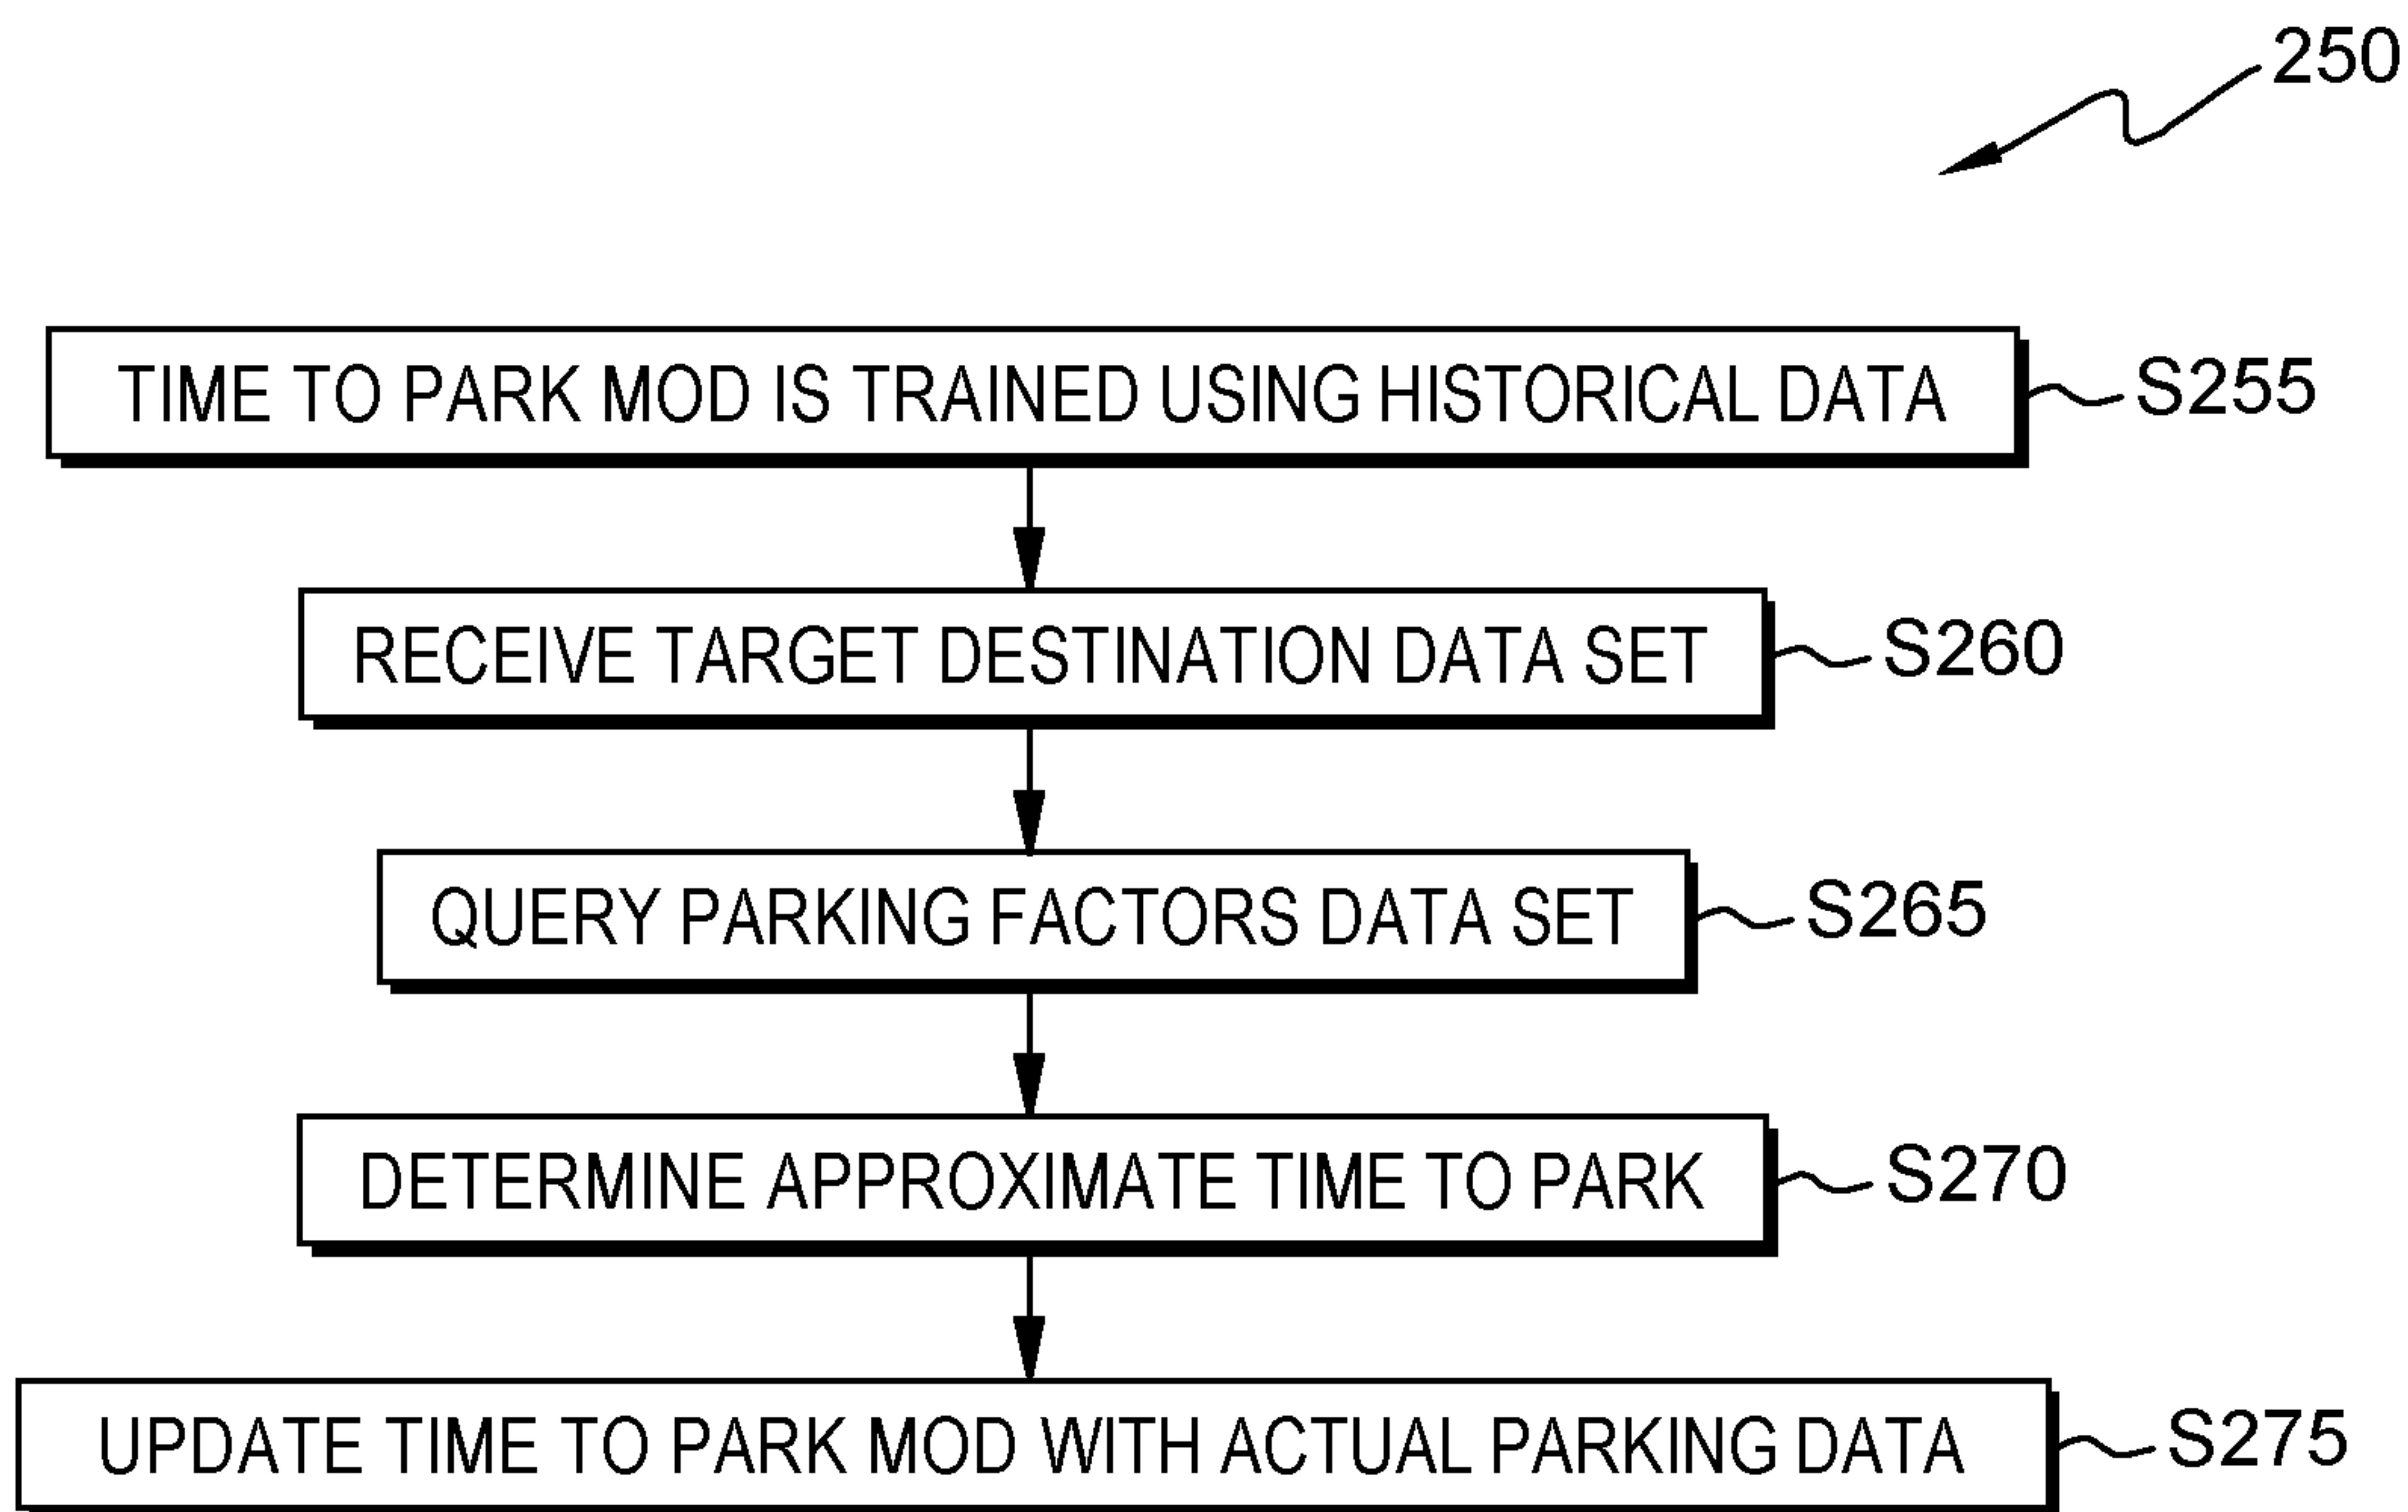 250
TIME TO PARK MOD IS TRAINED USING HISTORICAL DATA
S255
RECEIVE TARGET DESTINATION DATA SET
S260
QUERY PARKING FACTORS DATA SET
S265
DETERMINE APPROXIMATE TIME TO PARK
S270
UPDATE TIME TO PARK MOD WITH ACTUAL PARKING DATA
S275